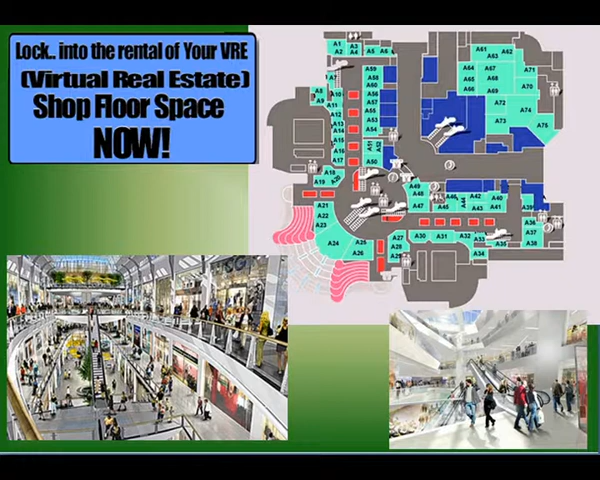 Lock.. into the rental of Your VRE
(Virtual Real Estate)
Shop Floor Space
NOW!
A1
A2
A3
A4
A5
A6
A7
A8
A9
A10
A11
A12
A13
A14
A15
A16
A17
A18
A19
A20
A21
A22
A23
A24
A25
A26
A27
A28
A29
A30
A31
A32
A33
A34
A35
A36
A37
A38
A39
A40
A41
A42
A43
A44
A45
A46
A47
A48
A49
A50
A51
A52
A53
A54
A55
A56
A57
A58
A59
A60
A61
A62
A63
A64
A65
A66
A67
A68
A69
A70
A71
A72
A73
A74
A75